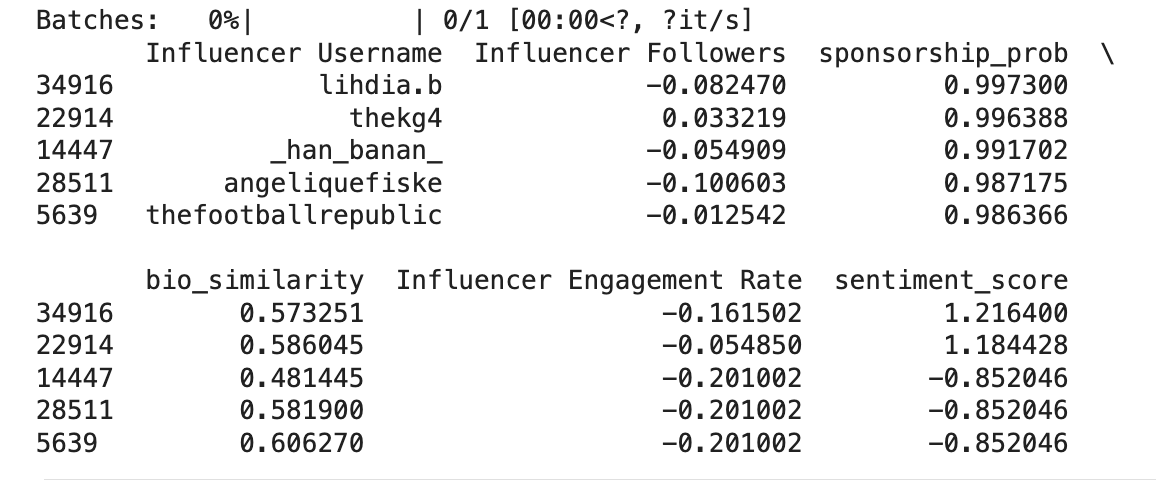 Batches:   0%|          | 0/1 [00:00<?, ?it/s]
       Influencer Username  Influencer Followers  sponsorship_prob  \
34916             lihdia.b             -0.082470          0.997300
22914               thekg4              0.033219          0.996388
14447          _han_banan_             -0.054909          0.991702
28511       angeliquefiske             -0.100603          0.987175
5639   thefootballrepublic             -0.012542          0.986366
       bio_similarity  Influencer Engagement Rate  sentiment_score
34916        0.573251                   -0.161502         1.216400
22914        0.586045                   -0.054850         1.184428
14447        0.481445                   -0.201002        -0.852046
28511        0.581900                   -0.201002        -0.852046
5639         0.606270                   -0.201002        -0.852046